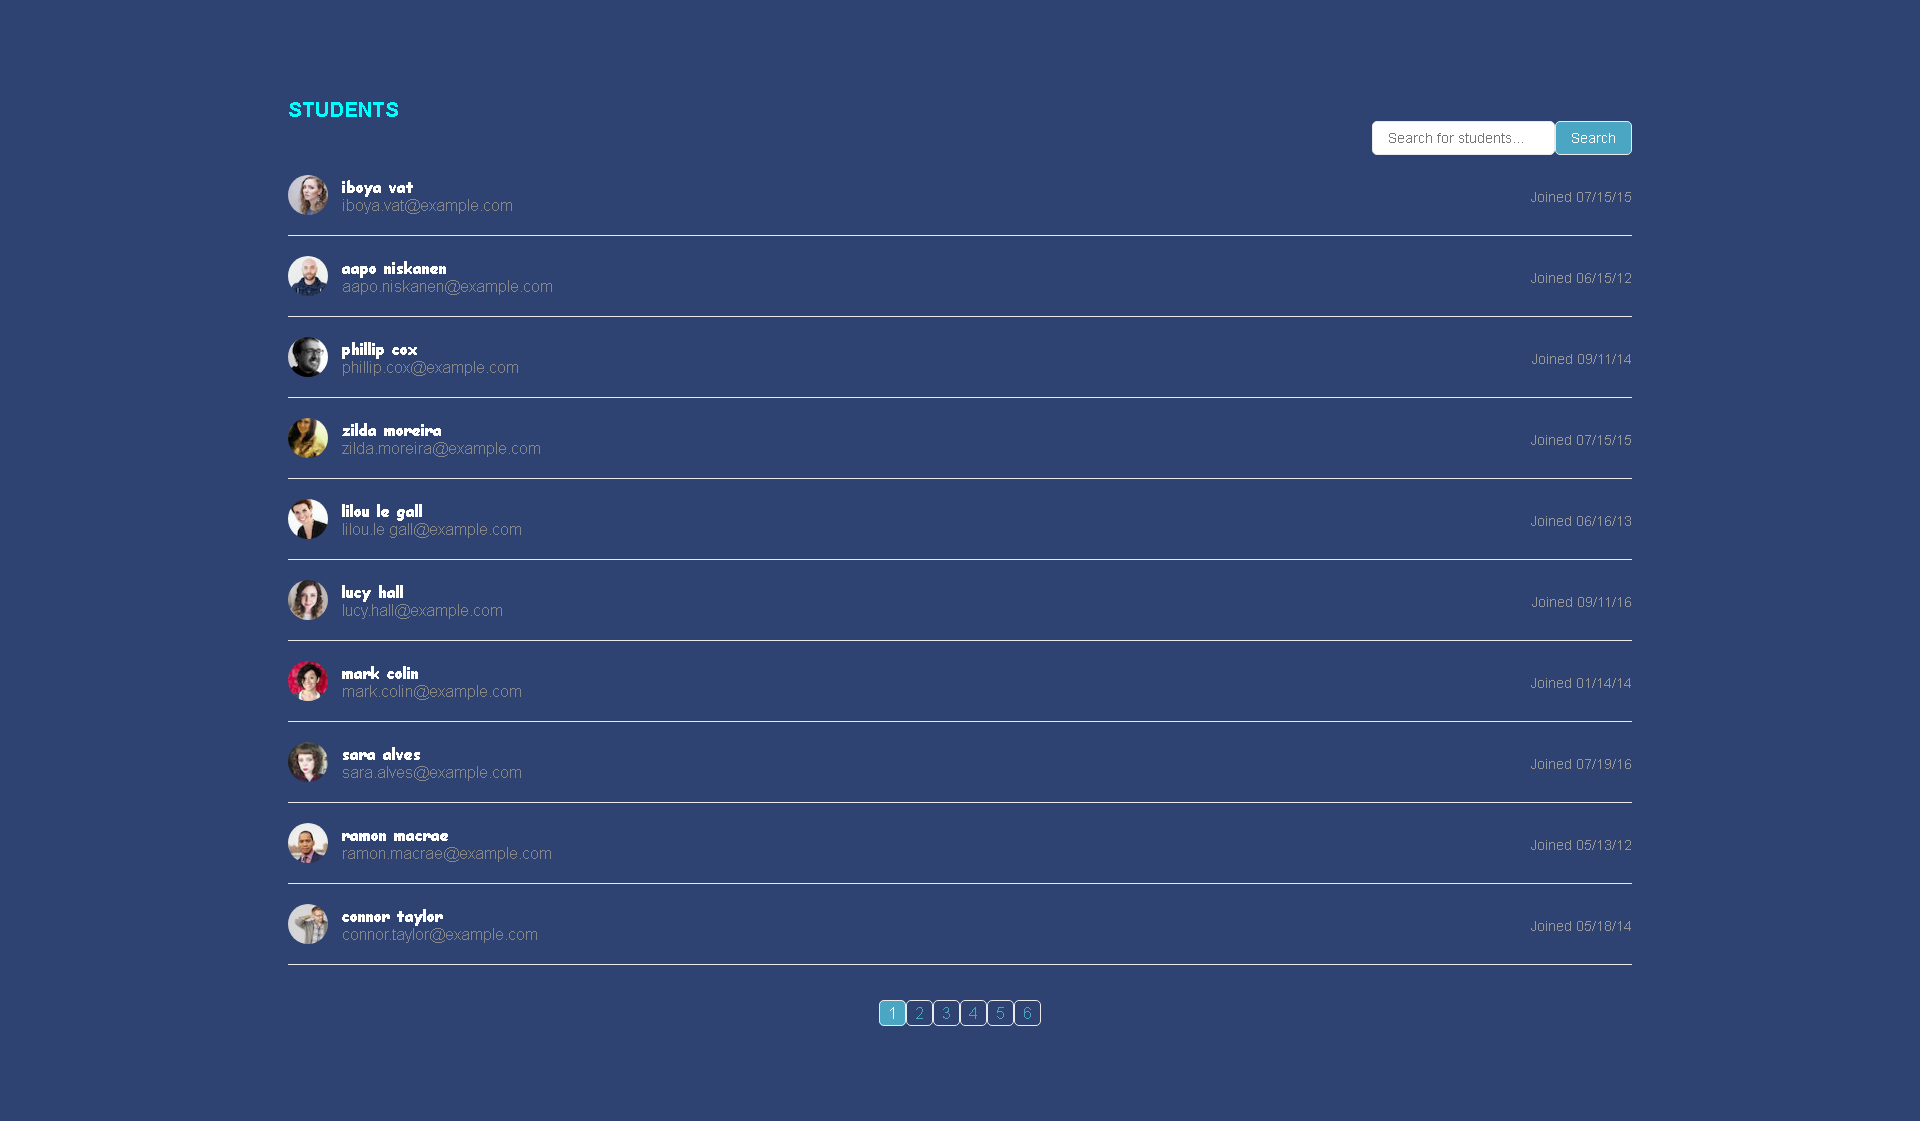 STUDENTS
Search for students...
Search
iboya vat
iboya.vat@example.com
Joined 07/15/15
aapo niskanen
aapo.niskanen@example.com
Joined 06/15/12
phillip cox
phillip.cox@example.com
Joined 09/11/14
zilda moreira
zilda.moreira@example.com
Joined 07/15/15
lilou le gall
lilou.le gall@example.com
Joined 06/16/13
lucy hall
lucy.hall@example.com
Joined 09/11/16
mark colin
mark.colin@example.com
Joined 01/14/14
sara alves
sara.alves@example.com
Joined 07/19/16
ramon macrae
ramon.macrae@example.com
Joined 05/13/12
connor taylor
connor.taylor@example.com
Joined 05/18/14
1 2 3 4 5 6